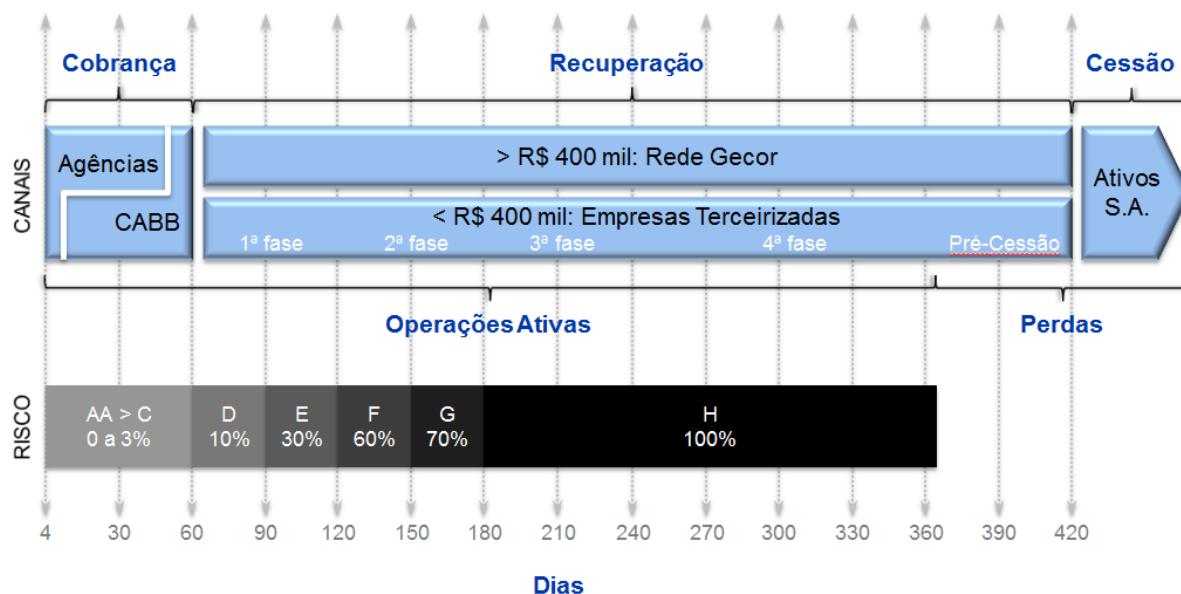 Cobrança
Recuperação
Cessão
CANAIS
Agências
CABB
> R$ 400 mil: Rede Gecor
< R$ 400 mil: Empresas Terceirizadas
1ª fase 2ª fase 3ª fase 4ª fase Pré-Cessão
Ativos
S.A.
Operações Ativas
Perdas
RISCO
AA > C
0 a 3%
D
10%
E
30%
F
60%
G
70%
H
100%
4 30 60 90 120 150 180 210 240 270 300 330 360 390 420
Dias